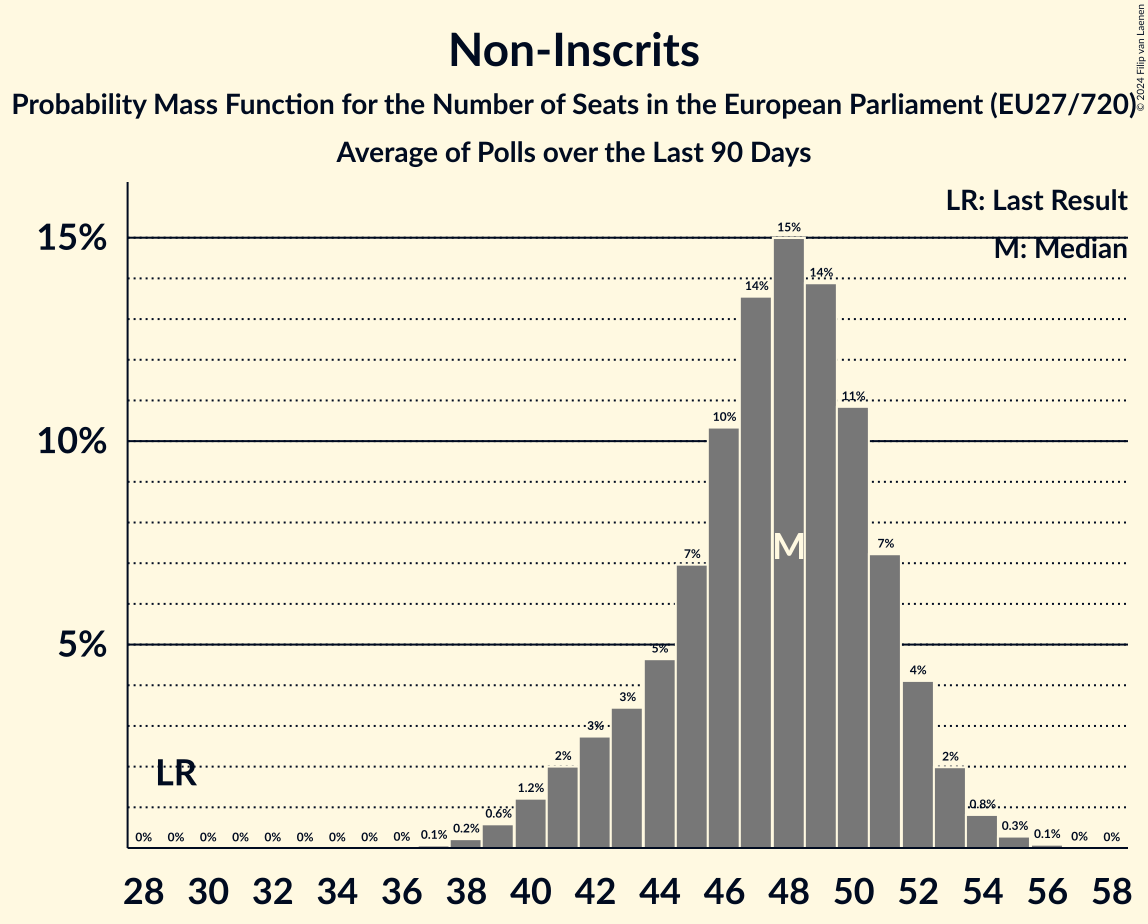 Non-Inscrits
Probability Mass Function for the Number of Seats in the European Parliament (EU27/720)
Average of Polls over the Last 90 Days
© 2024 Filip van Laenen
LR: Last Result
M: Median
15%
10%
5%
0% 0% 0% 0% 0% 0% 0% 0% 0% 0.1% 0.2% 0.6% 1.2% 2% 3% 3% 5% 7% 10% 14% 15% 14% 11% 7% 4% 2% 0.8% 0.3% 0.1% 0% 0%
M
LR
28 30 32 34 36 38 40 42 44 46 48 50 52 54 56 58